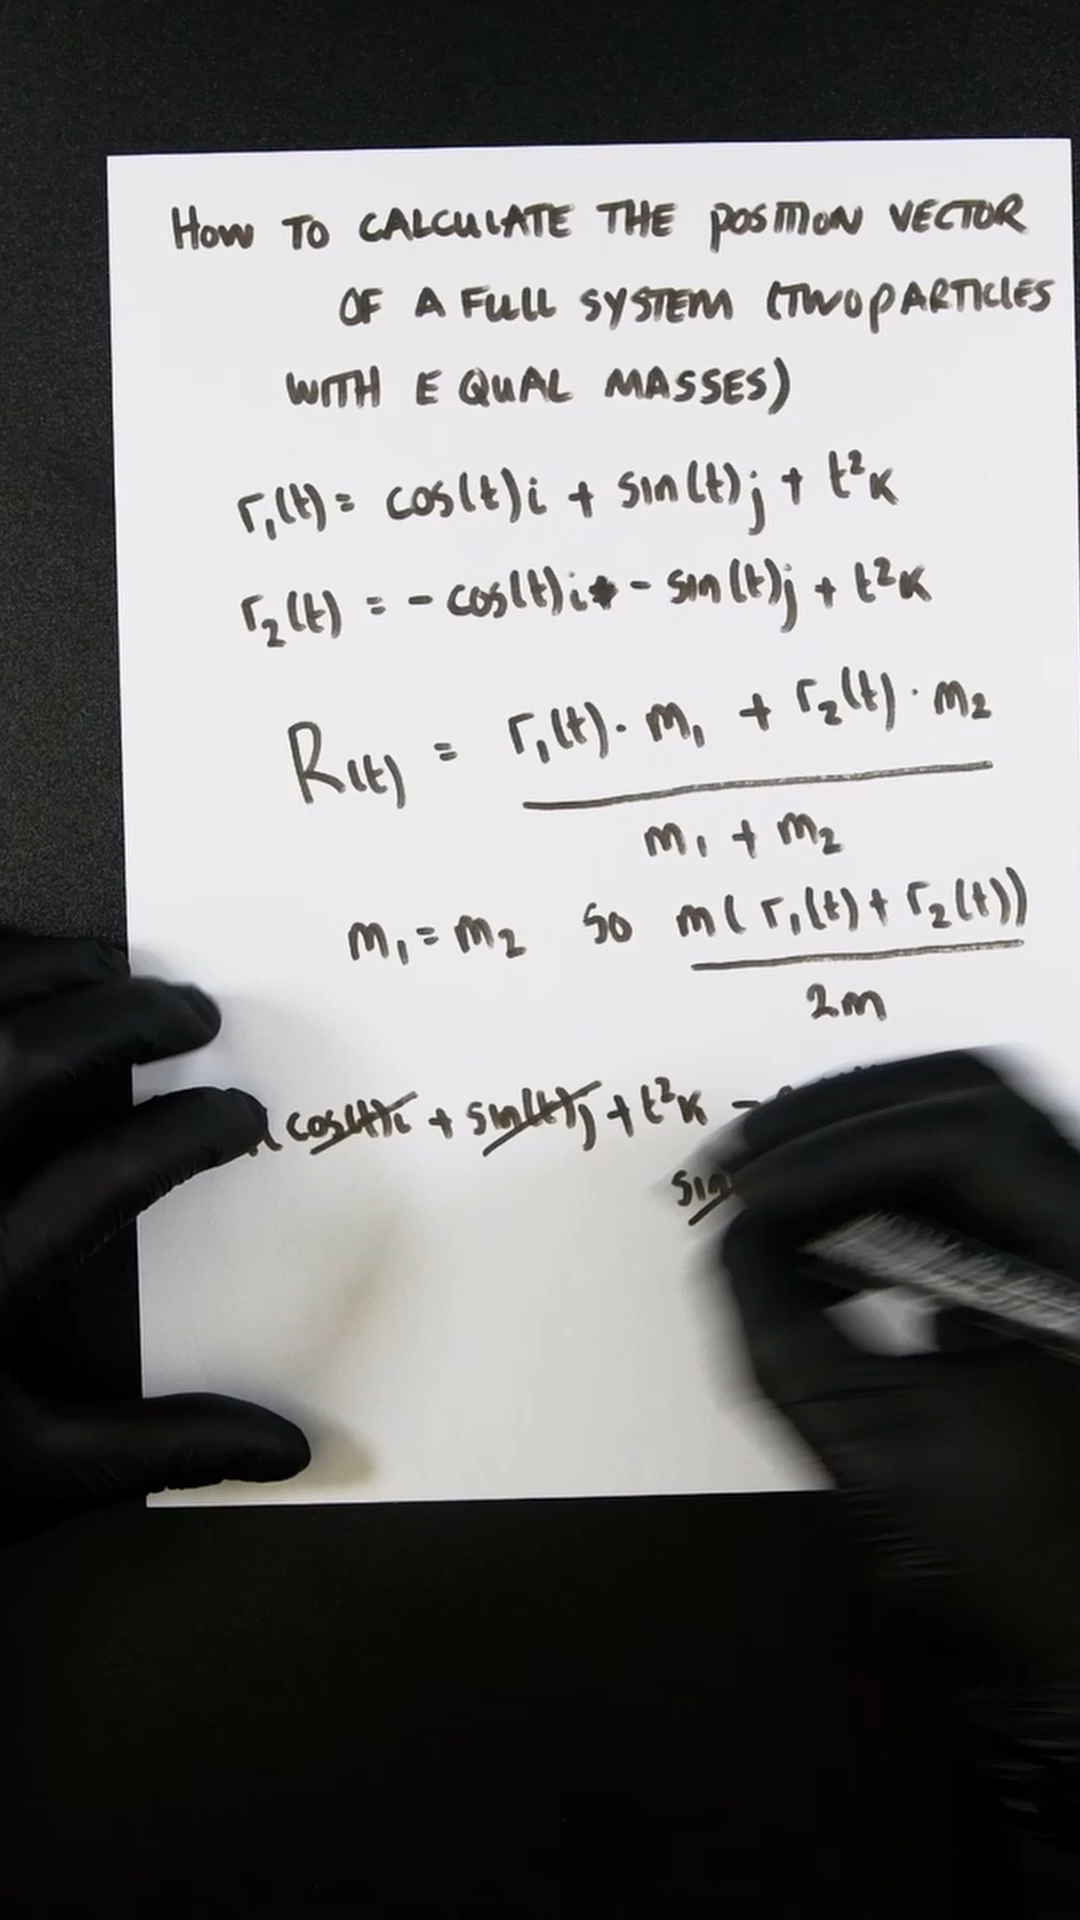 HOW TO CALCULATE THE POSITION VECTOR
OF A FULL SYSTEM (TWO PARTICLES
WITH EQUAL MASSES)
r₁(t) = cos(t)i + sin(t)j + t²k
r₂(t) = - cos(t)i - sin(t)j + t²k
R(t) = r₁(t) · m₁ + r₂(t) · m₂
m₁ + m₂
m₁ = m₂ so m(r₁(t) + r₂(t))
2m
(cos(t)i + sin(t)j + t²k -
sin